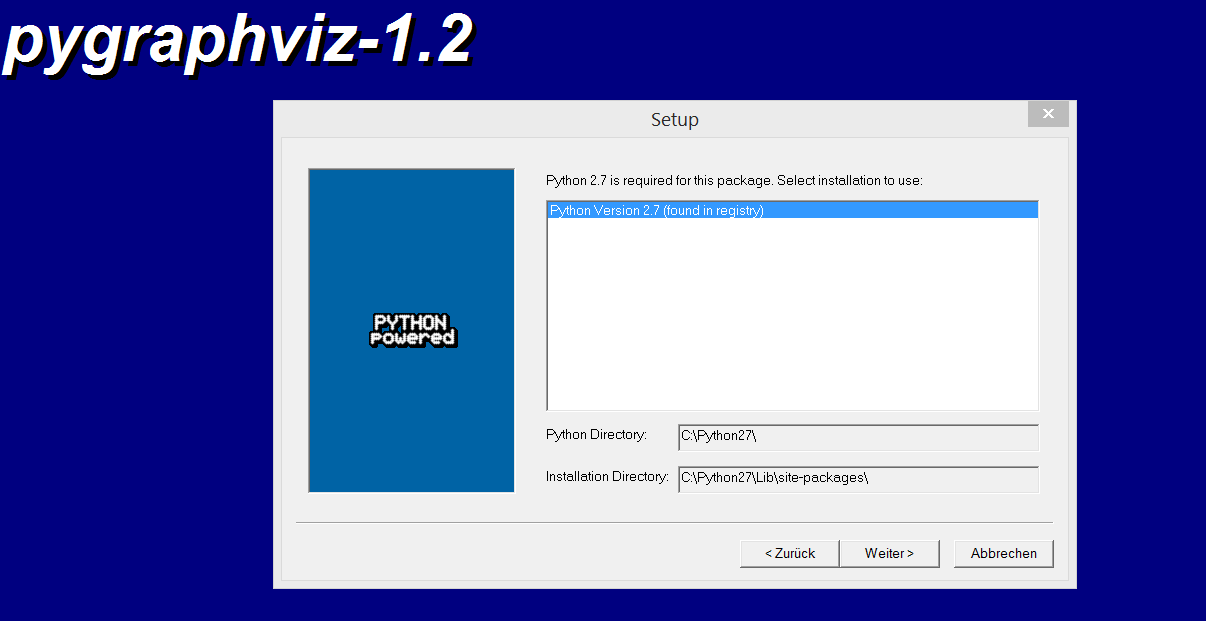 pygraphviz-1.2
Setup
Python 2.7 is required for this package. Select installation to use:
Python Version 2.7 (found in registry)
PYTHON
powered
Python Directory: C:\Python27\
Installation Directory: C:\Python27\Lib\site-packages\
< Zurück Weiter > Abbrechen